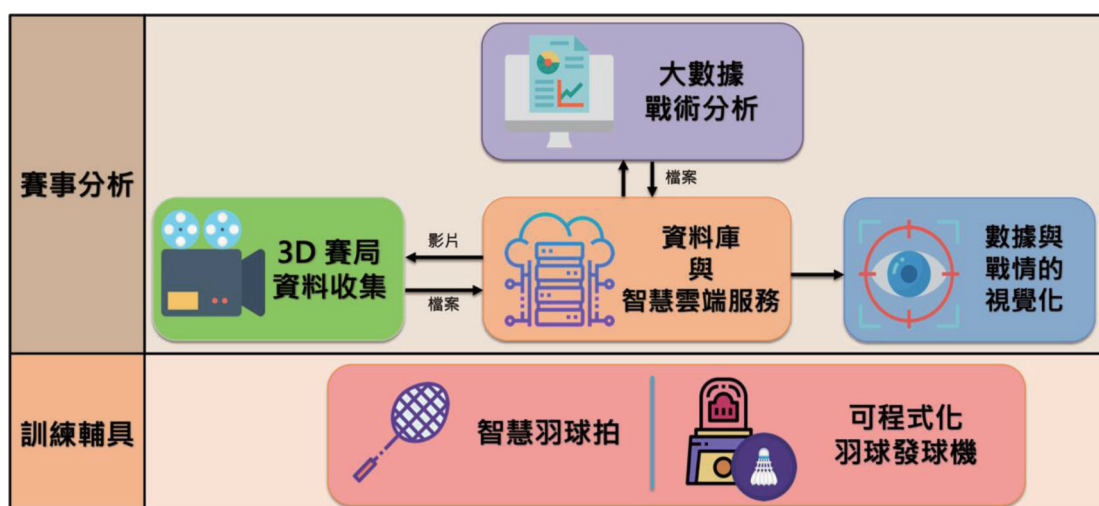 賽事分析
大數據
戰術分析
檔案
3D 賽局
資料收集
影片
檔案
資料庫
與
智慧雲端服務
數據與
戰情的
視覺化
訓練輔具
智慧羽球拍
可程式化
羽球發球機